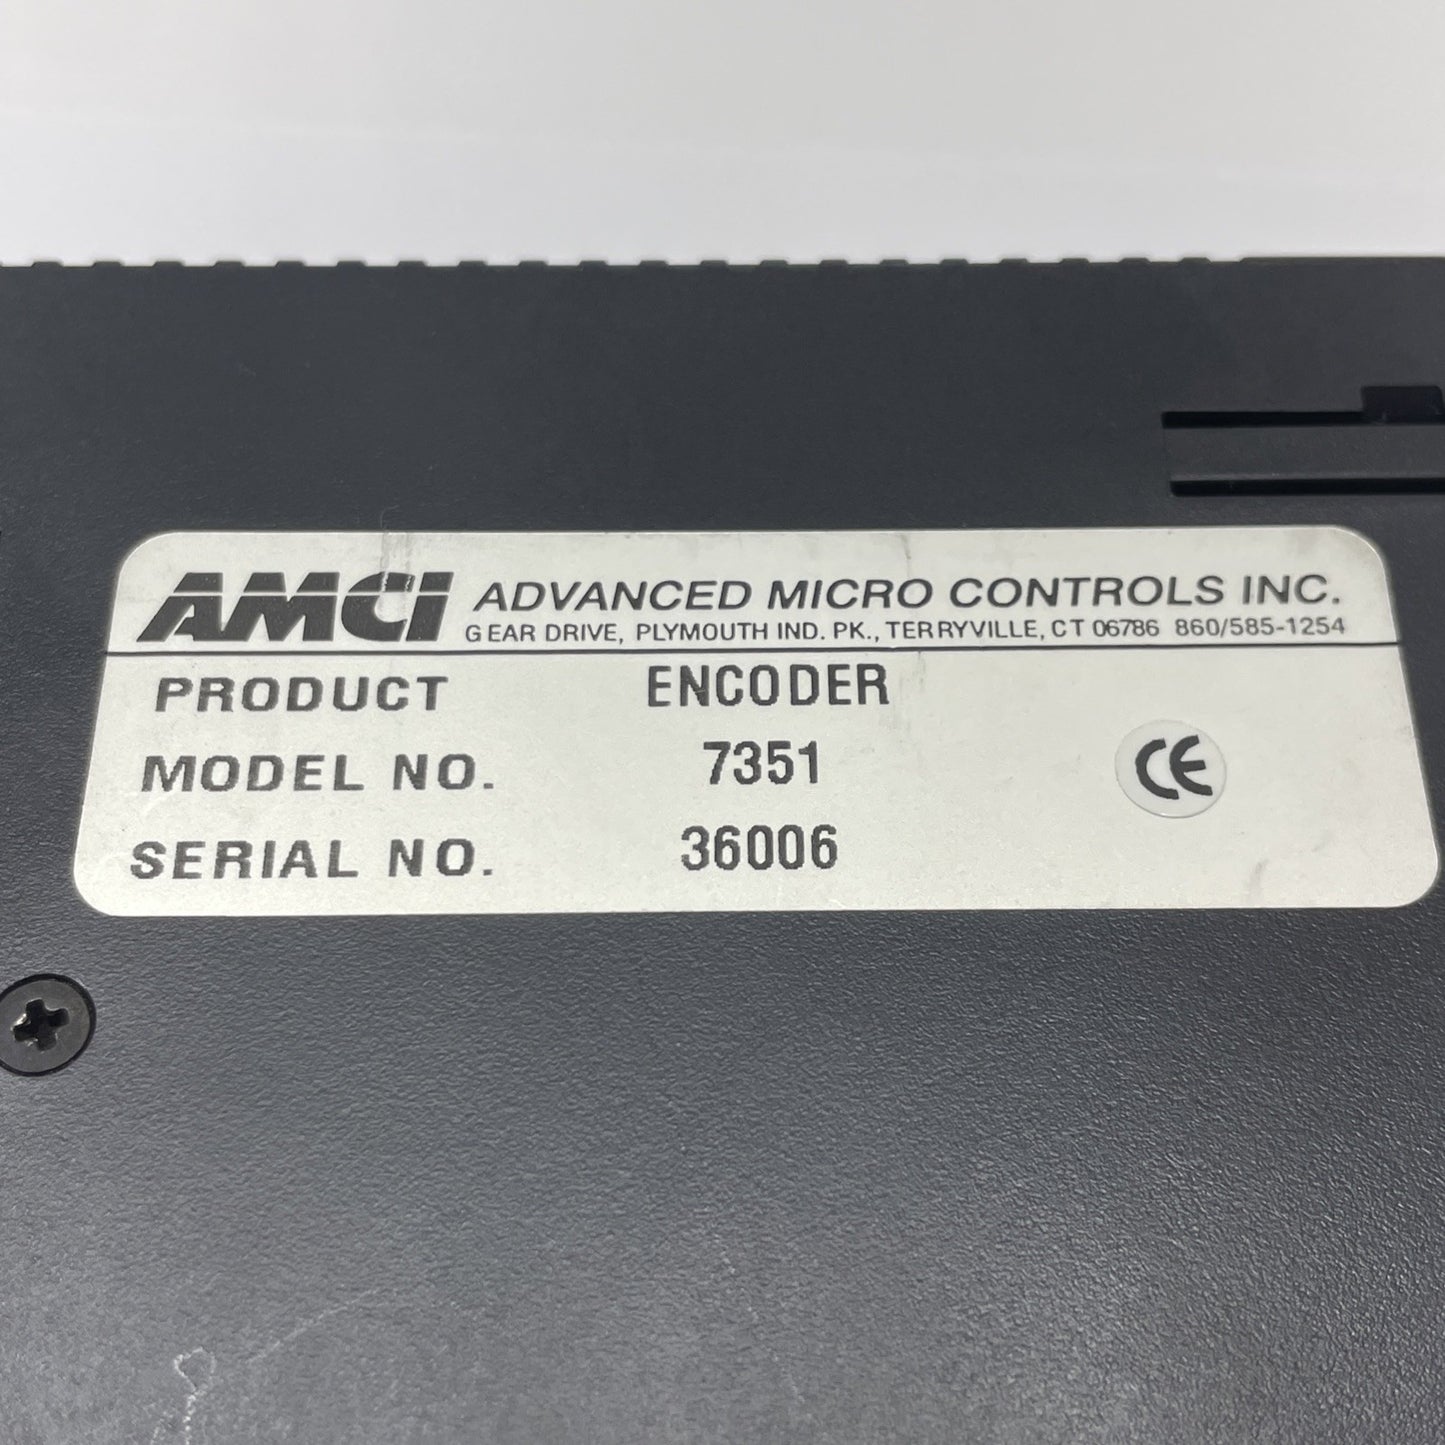 AMCI ADVANCED MICRO CONTROLS INC.
GEAR DRIVE, PLYMOUTH IND. PK., TERRYVILLE, CT 06786 860/585-1254
PRODUCT ENCODER
MODEL NO. 7351
CE
SERIAL NO. 36006